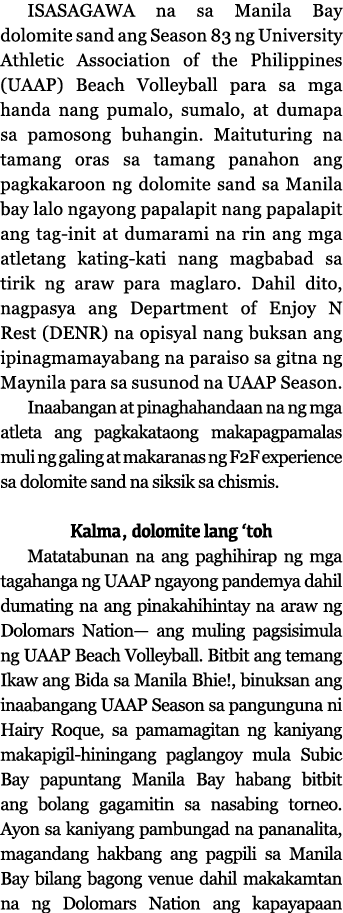 ISASAGAWA na sa Manila Bay
dolomite sand ang Season 83 ng University
Athletic Association of the Philippines
(UAAP) Beach Volleyball para sa mga
handa nang pumalo, sumalo, at dumapa
sa pamosong buhangin. Maituturing na
tamang oras sa tamang panahon ang
pagkakaroon ng dolomite sand sa Manila
bay lalo ngayong papalapit nang papalapit
ang tag-init at dumarami na rin ang mga
atletang kating-kati nang magbabad sa
tirik ng araw para maglaro. Dahil dito,
nagpasya ang Department of Enjoy N
Rest (DENR) na opisyal nang buksan ang
ipinagmamayabang na paraiso sa gitna ng
Maynila para sa susunod na UAAP Season.
Inaabangan at pinaghahandaan na ng mga
atleta ang pagkakataong makapagpamalas
muli ng galing at makaranas ng F2F experience
sa dolomite sand na siksik sa chismis.
Kalma, dolomite lang ‘toh
Matatabunan na ang paghihirap ng mga
tagahanga ng UAAP ngayong pandemya dahil
dumating na ang pinakahihintay na araw ng
Dolomars Nation— ang muling pagsisimula
ng UAAP Beach Volleyball. Bitbit ang temang
Ikaw ang Bida sa Manila Bhie!, binuksan ang
inaabangang UAAP Season sa pangunguna ni
Hairy Roque, sa pamamagitan ng kaniyang
makapigil-hiningang paglangoy mula Subic
Bay papuntang Manila Bay habang bitbit
ang bolang gagamitin sa nasabing torneo.
Ayon sa kaniyang pambungad na pananalita,
magandang hakbang ang pagpili sa Manila
Bay bilang bagong venue dahil makakamtan
na ng Dolomars Nation ang kapayapaan